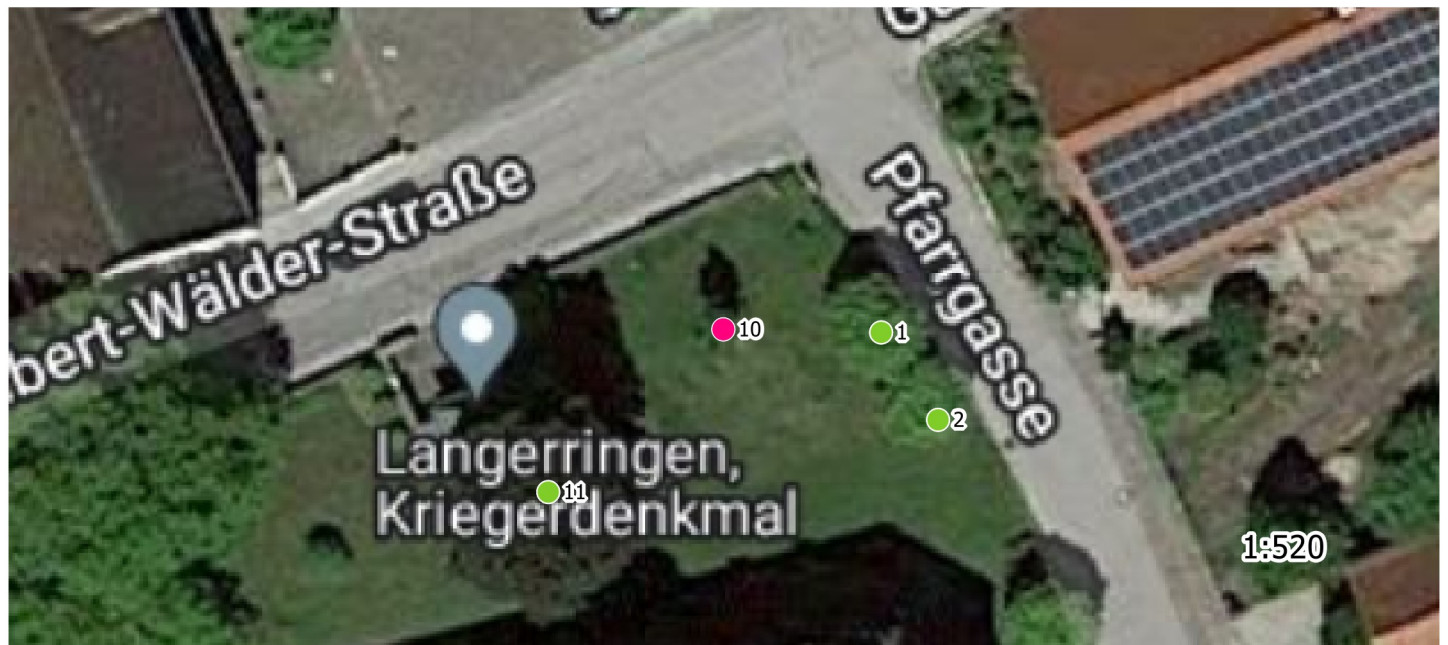 bert-Wälder-Straße
Pfarrgasse
10
1
2
Langerringen,
Kriegerdenkmal
11
1:520